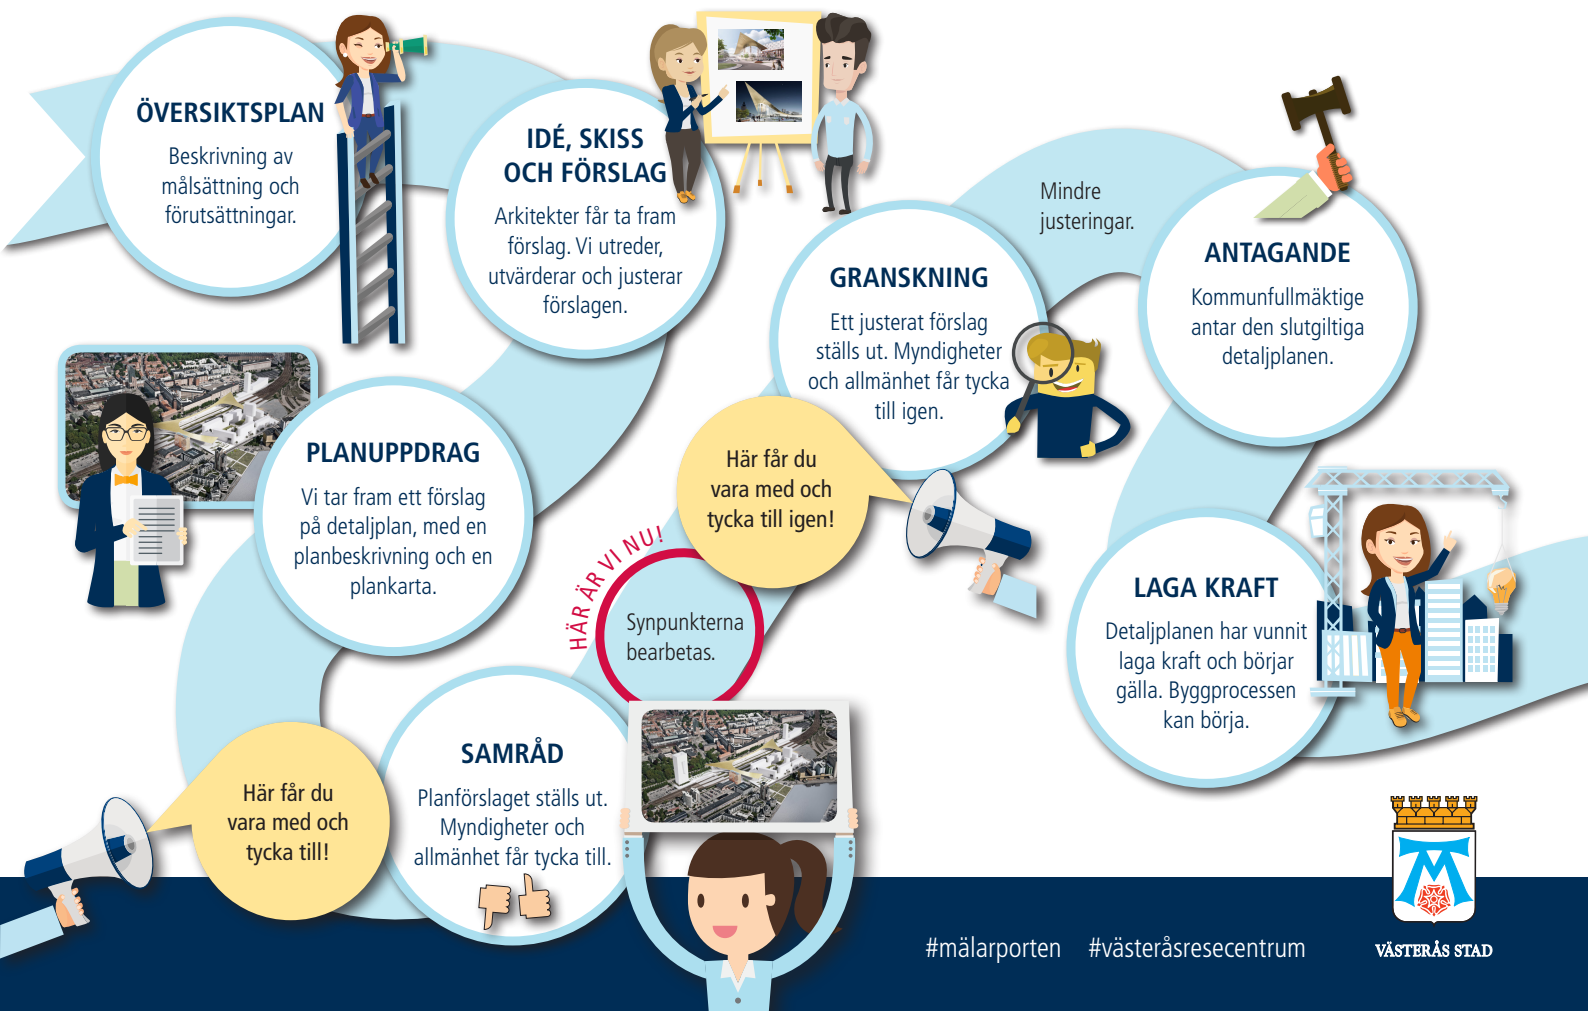 ÖVERSIKTSPLAN
Beskrivning av
målsättning och
förutsättningar.
IDÉ, SKISS
OCH FÖRSLAG
Arkitekter får ta fram
förslag. Vi utreder,
utvärderar och justerar
förslagen.
PLANUPPDRAG
Vi tar fram ett förslag
på detaljplan, med en
planbeskrivning och en
plankarta.
Här får du
vara med och
tycka till!
SAMRÅD
Planförslaget ställs ut.
Myndigheter och
allmänhet får tycka till.
HÄR ÄR VI NU!
Synpunkterna
bearbetas.
Här får du
vara med och
tycka till igen!
GRANSKNING
Ett justerat förslag
ställs ut. Myndigheter
och allmänhet får tycka
till igen.
Mindre
justeringar.
ANTAGANDE
Kommunfullmäktige
antar den slutgiltiga
detaljplanen.
LAGA KRAFT
Detaljplanen har vunnit
laga kraft och börjar
gälla. Byggprocessen
kan börja.
#mälarporten #västeråsresecentrum
VÄSTERÅS STAD